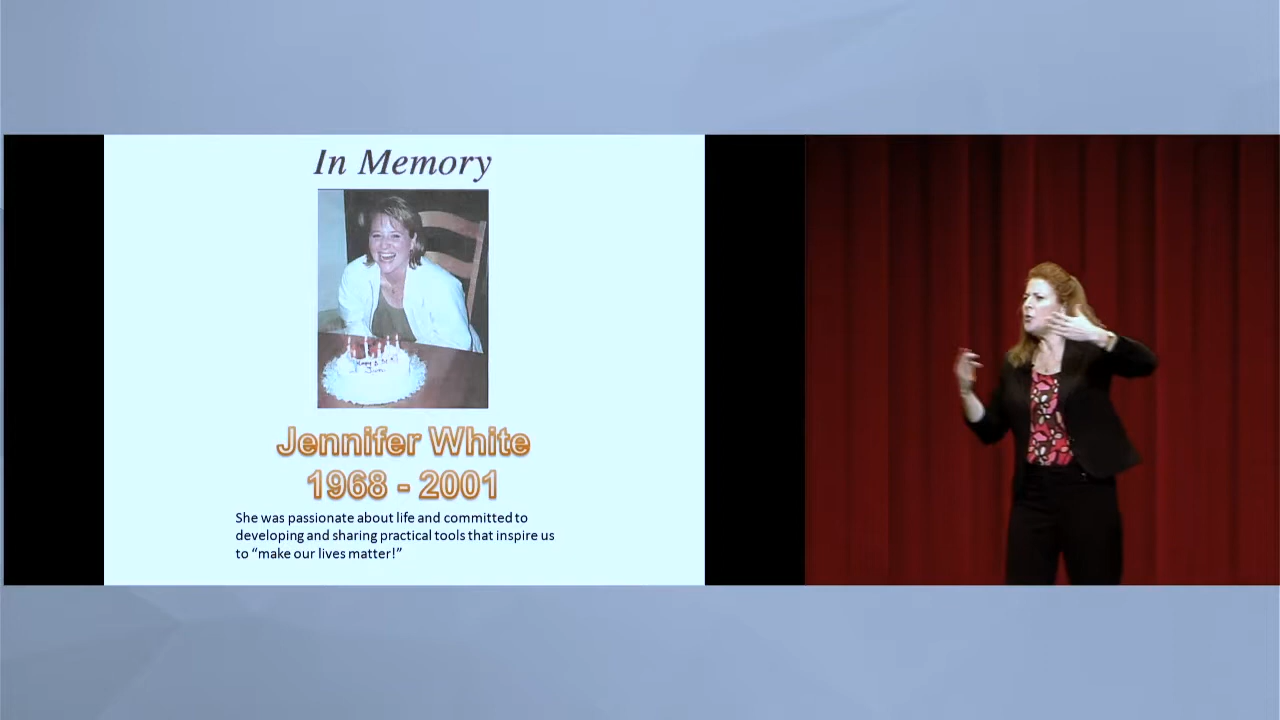 In Memory
Jennifer White
1968 - 2001
She was passionate about life and committed to
developing and sharing practical tools that inspire us
to “make our lives matter!”